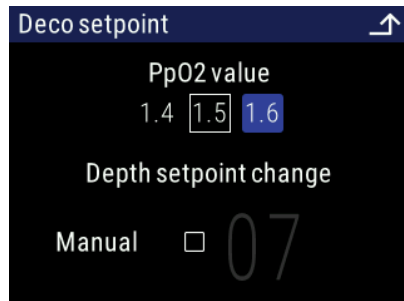 Deco setpoint
PpO2 value
1.4 1.5 1.6
Depth setpoint change
Manual 07